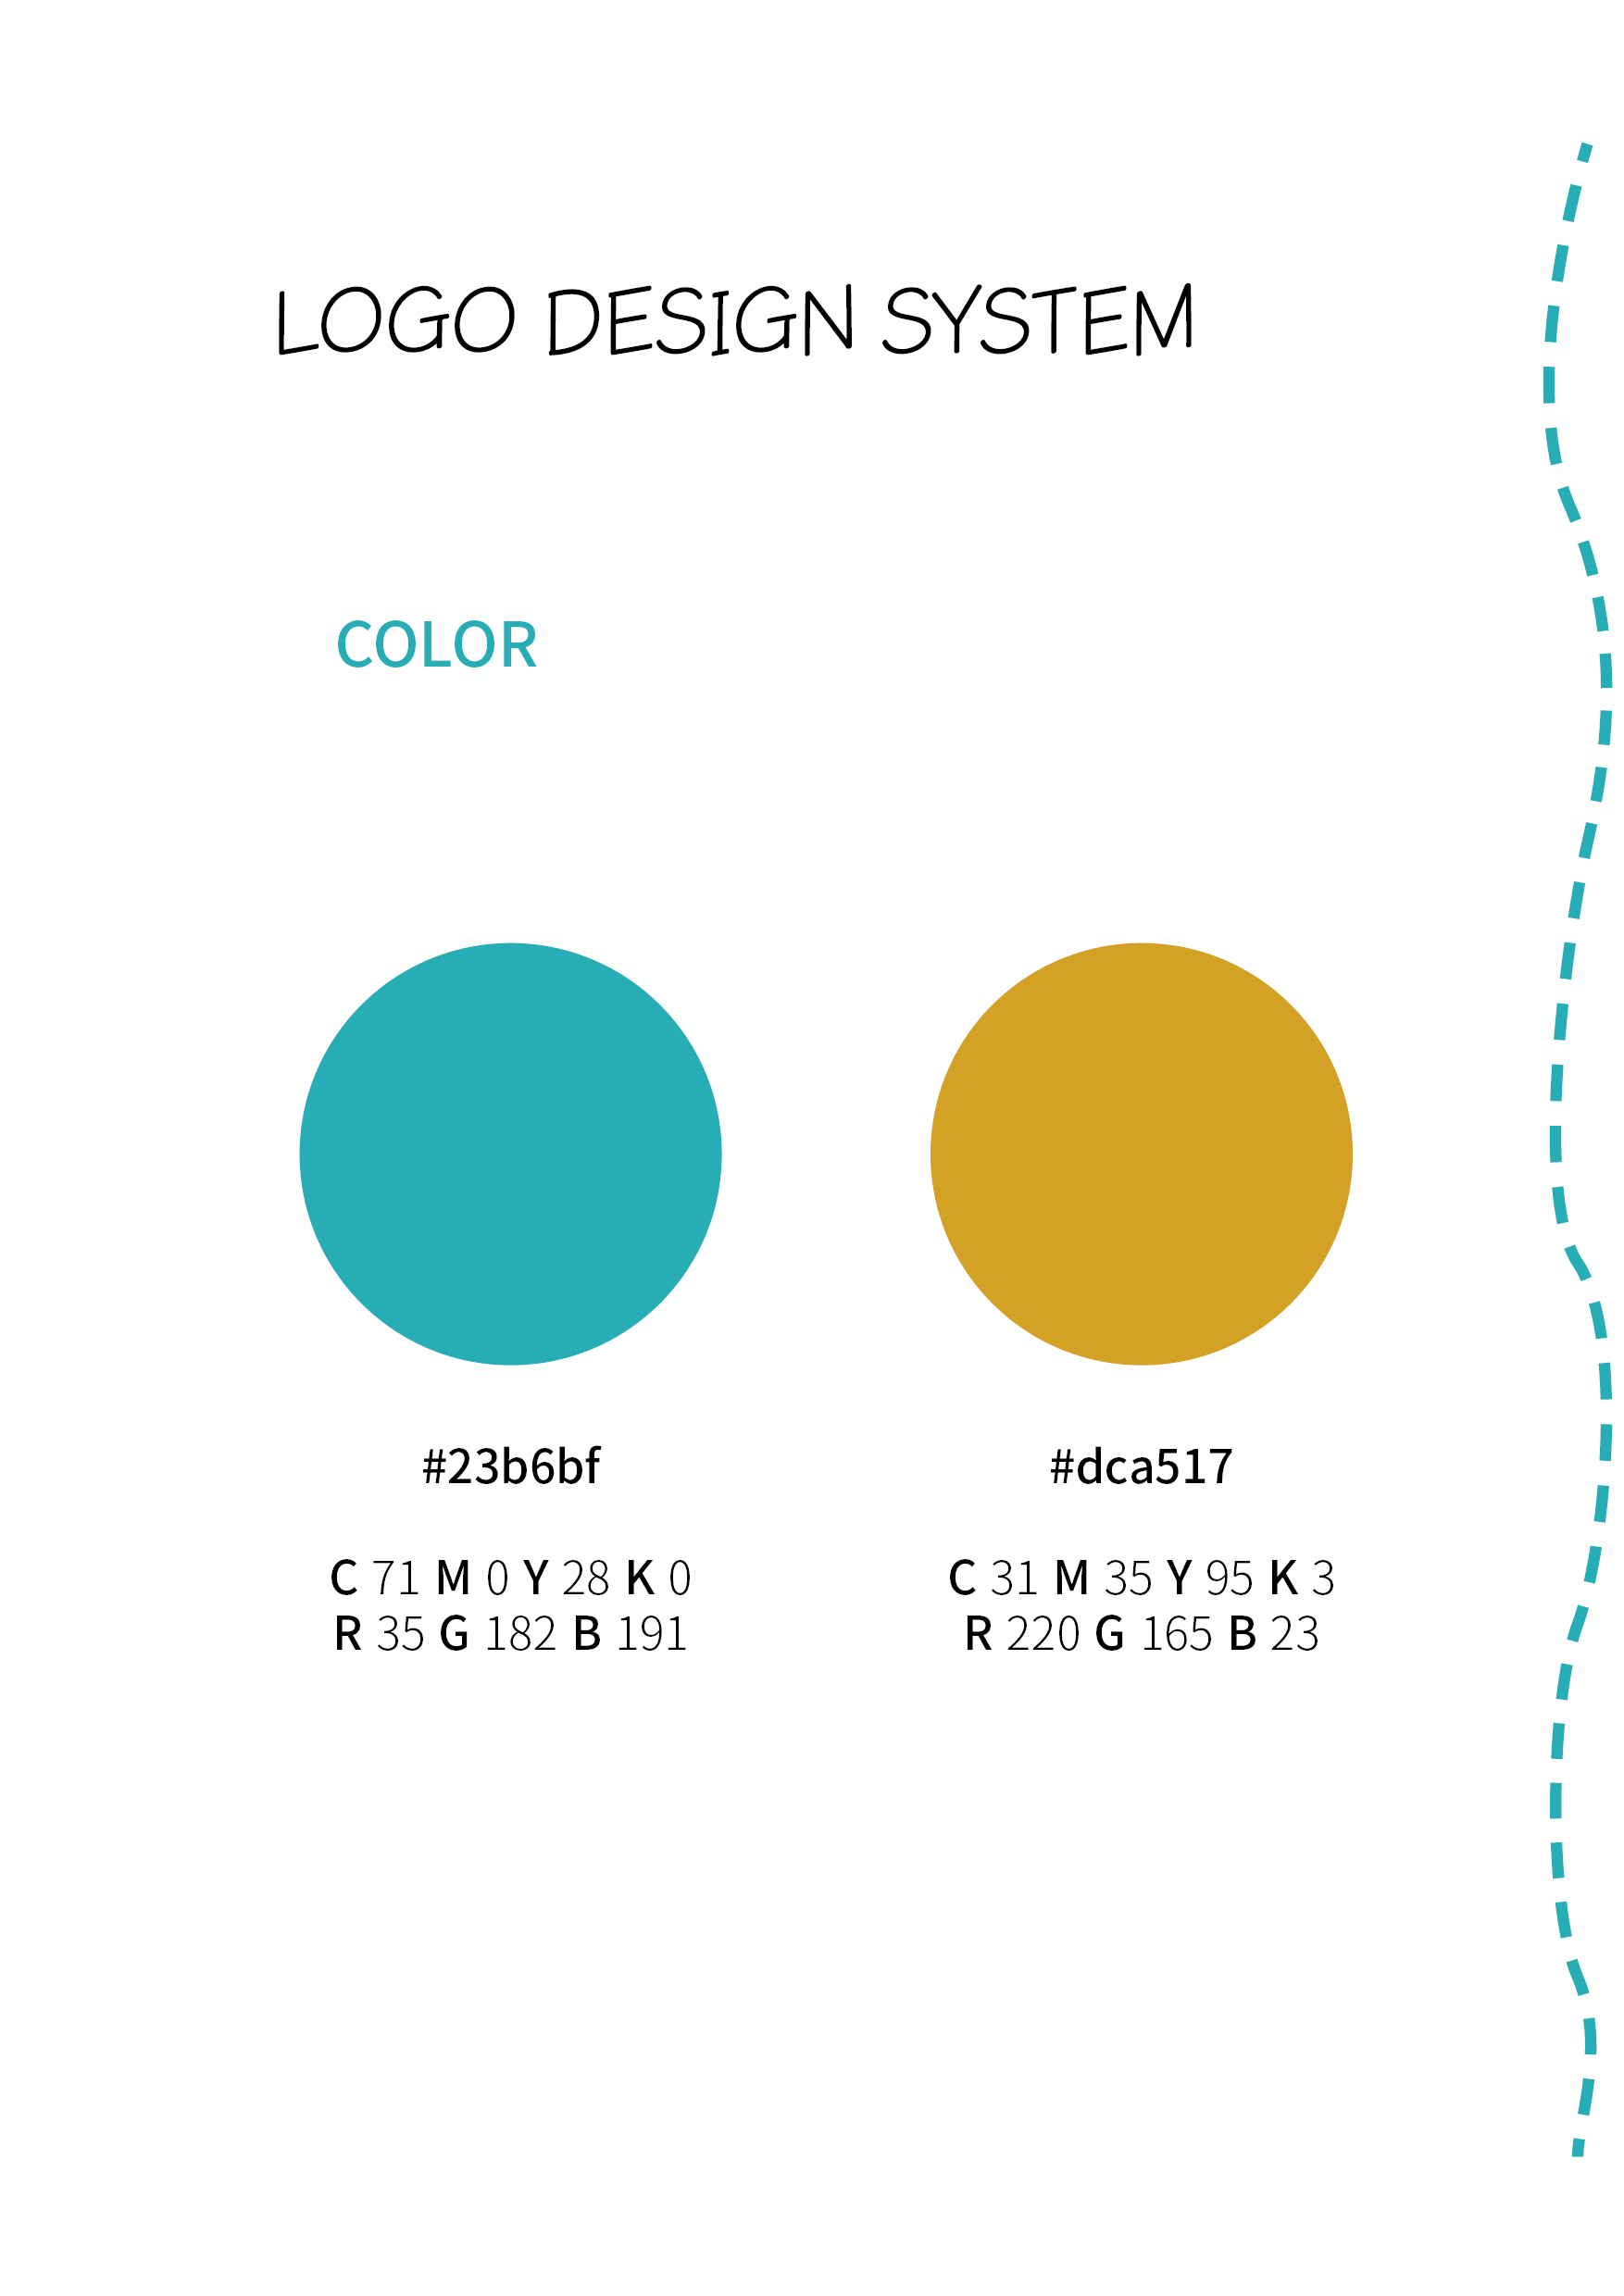 LOGO DESIGN SYSTEM
COLOR
#23b6bf
C 71 M 0 Y 28 K 0
R 35 G 182 B 191
#dca517
C 31 M 35 Y 95 K 3
R 220 G 165 B 23